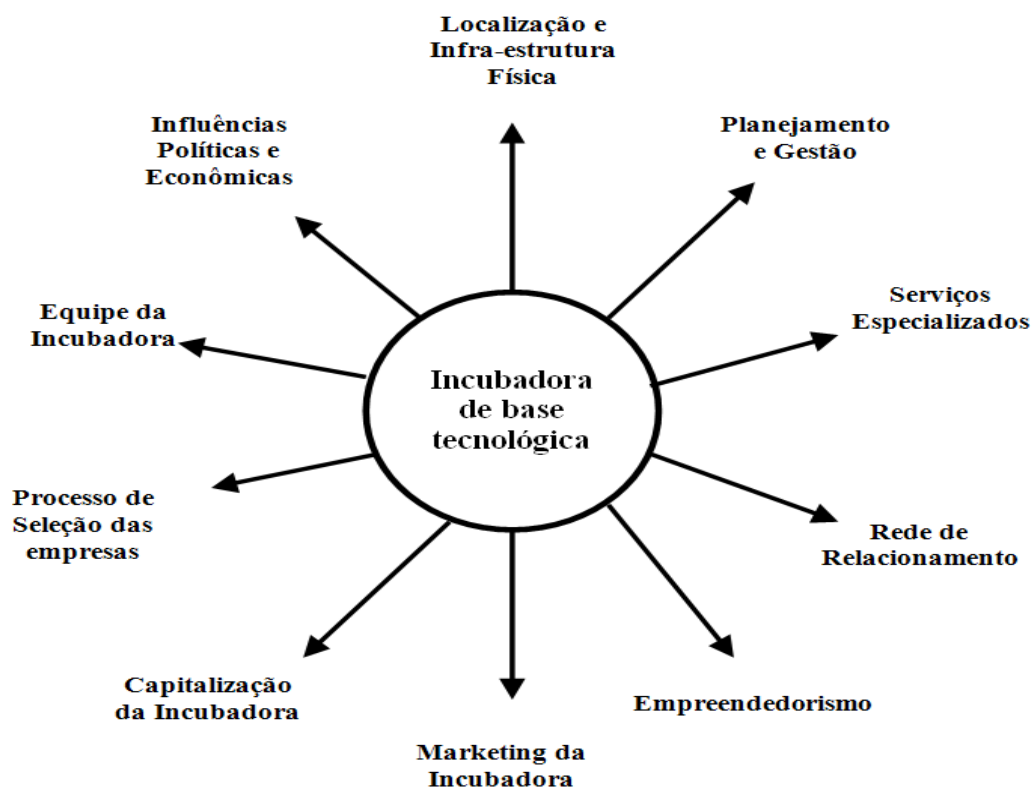 Localização e
Infra-estrutura
Física
Planejamento
e Gestão
Serviços
Especializados
Rede de
Relacionamento
Empreendedorismo
Marketing da
Incubadora
Capitalização
da Incubadora
Processo de
Seleção das
empresas
Equipe da
Incubadora
Influências
Políticas e
Econômicas
Incubadora
de base
tecnológica